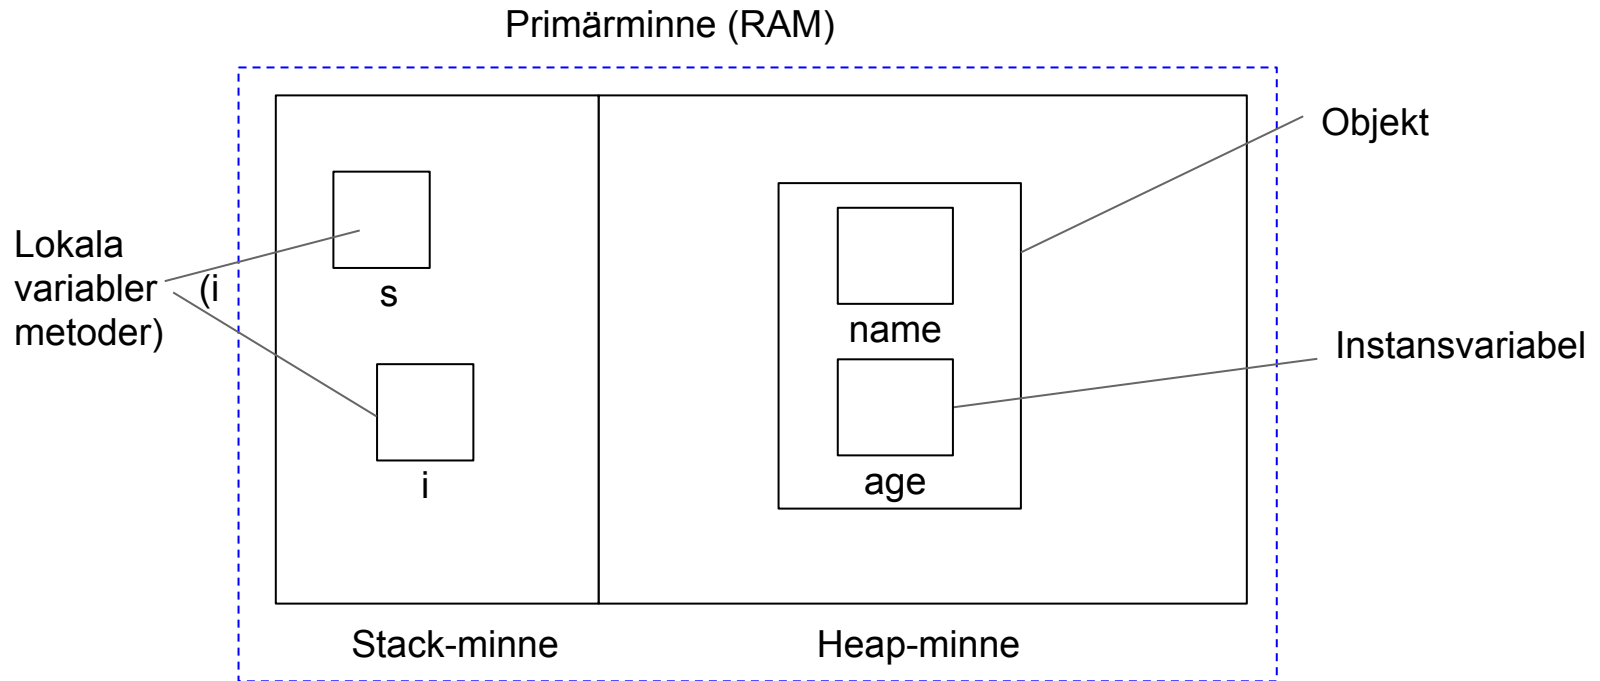 Primärminne (RAM)
Objekt
Lokala
variabler (i
metoder)
s
name
Instansvariabel
i
age
Stack-minne
Heap-minne